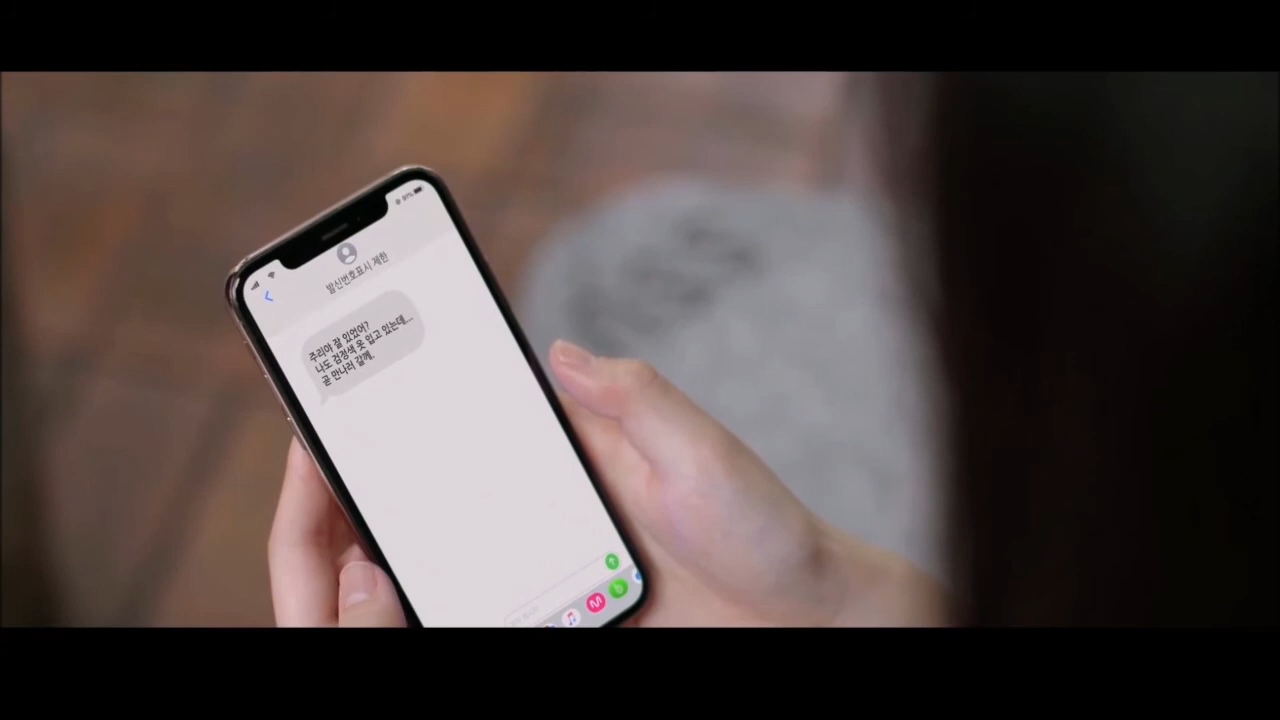 91%
발신번호표시 제한
주리야 잘 있었어?
나도 검정색 옷 입고 있는데...
곧 만나러 갈께.